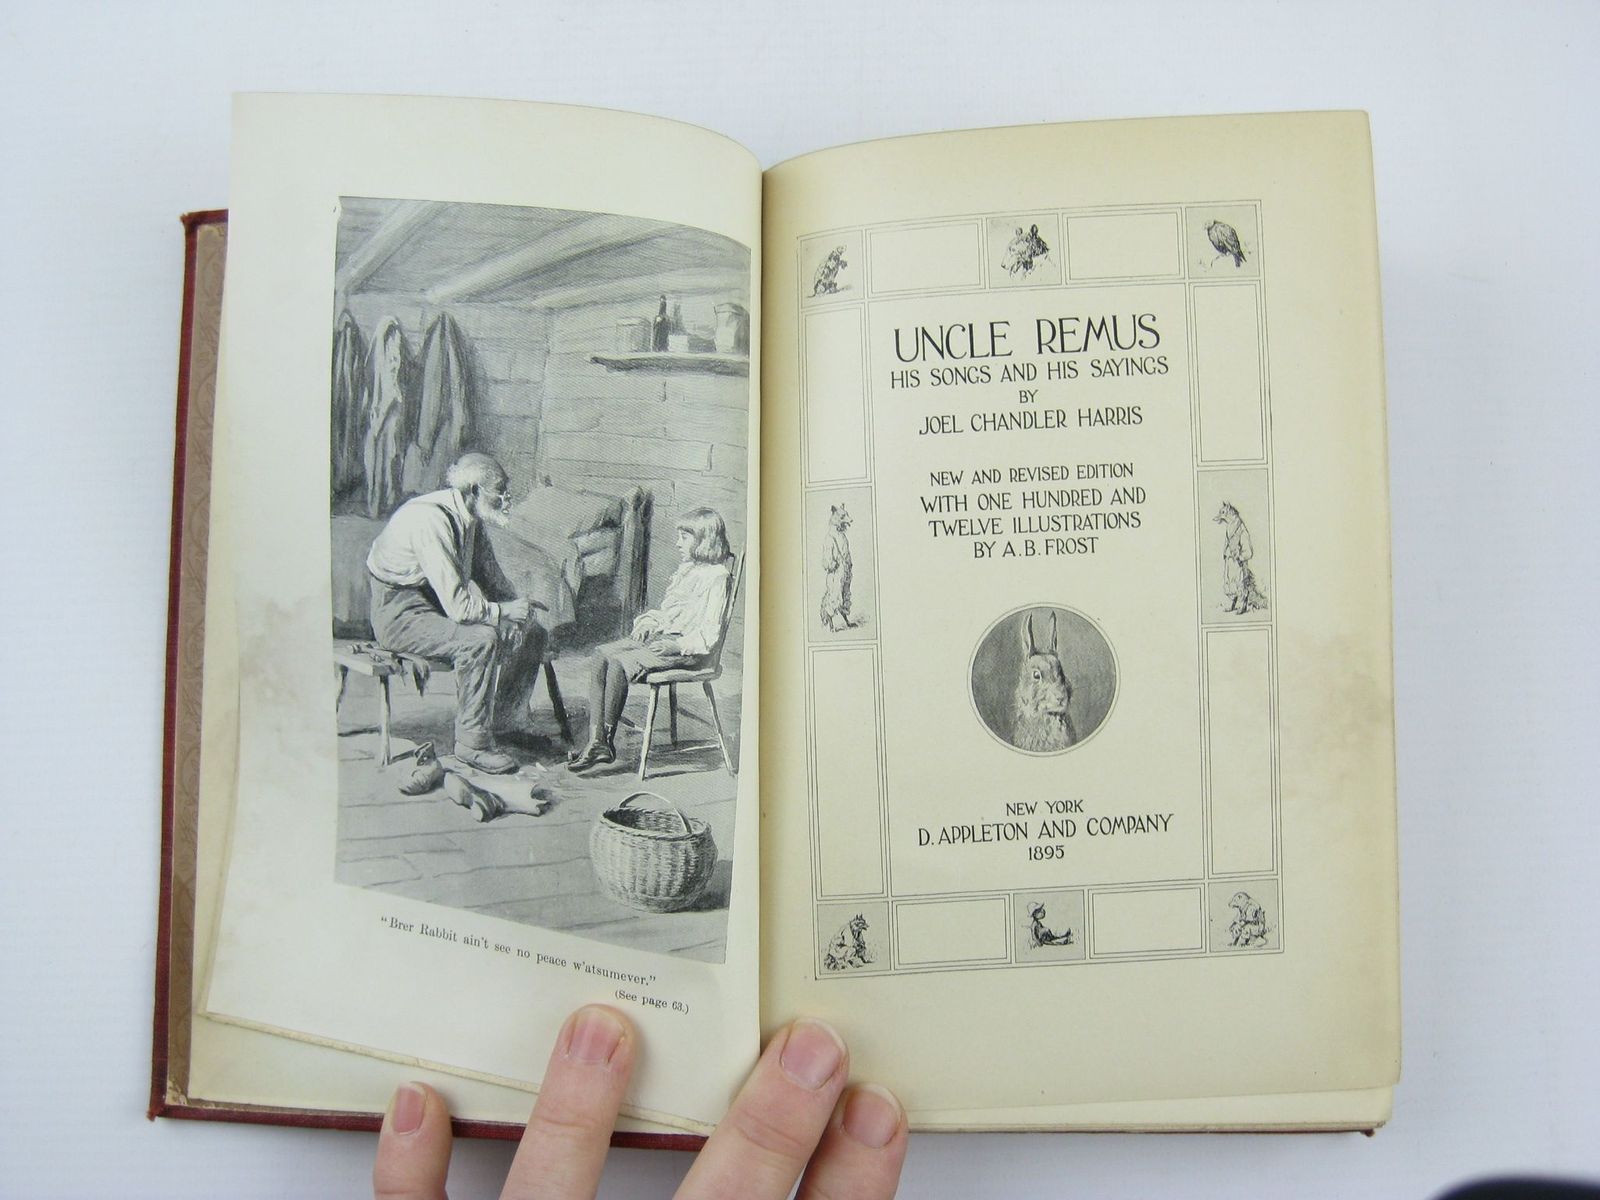 "Brer Rabbit ain't see no peace w'atsumever."
(See page 63.)
UNCLE REMUS
HIS SONGS AND HIS SAYINGS
BY
JOEL CHANDLER HARRIS
NEW AND REVISED EDITION
WITH ONE HUNDRED AND
TWELVE ILLUSTRATIONS
BY A. B. FROST
NEW YORK
D. APPLETON AND COMPANY
1895